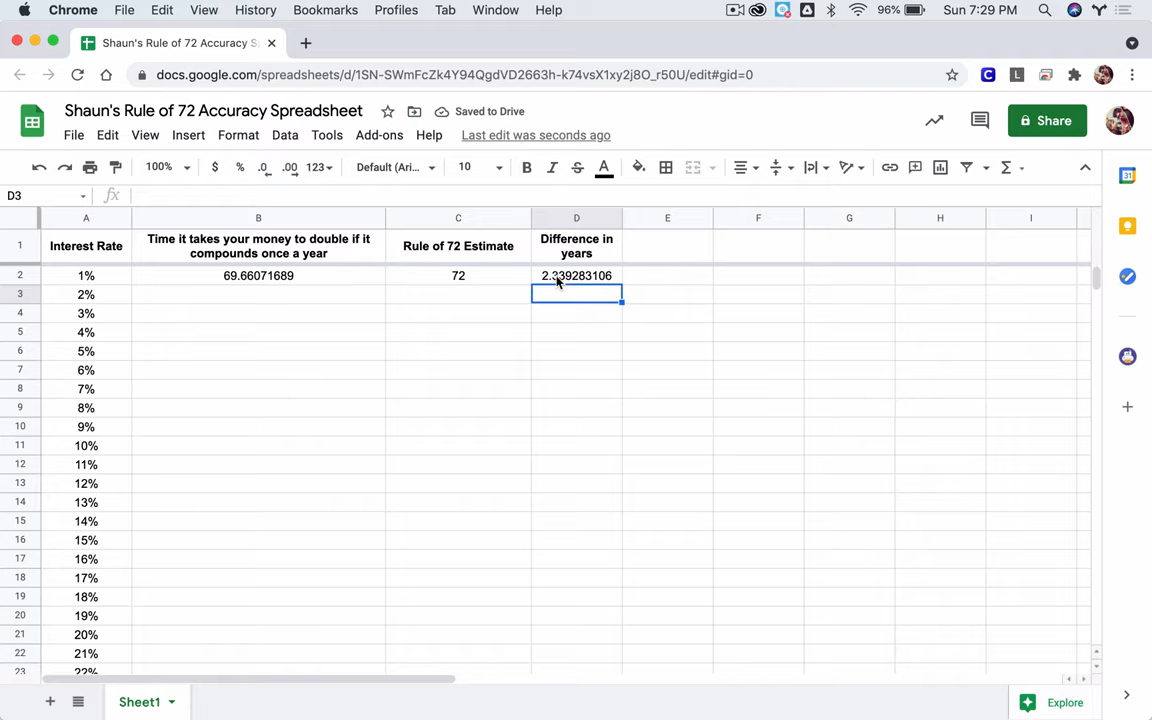 Chrome File Edit View History Bookmarks Profiles Tab Window Help 96% Sun 7:29 PM
Shaun's Rule of 72 Accuracy S
docs.google.com/spreadsheets/d/1SN-SWmFcZk4Y94QgdVD2663h-k74vsX1xy2j8O_r50U/edit#gid=0
Shaun's Rule of 72 Accuracy Spreadsheet Saved to Drive
File Edit View Insert Format Data Tools Add-ons Help Last edit was seconds ago
Share
100% $ % .0 .00 123 Default (Ari... 10 B I S A
D3 fx
A B C D E F G H I
1 Interest Rate Time it takes your money to double if it compounds once a year Rule of 72 Estimate Difference in years
2 1% 69.66071689 72 2.339283106
3 2%
4 3%
5 4%
6 5%
7 6%
8 7%
9 8%
10 9%
11 10%
12 11%
13 12%
14 13%
15 14%
16 15%
17 16%
18 17%
19 18%
20 19%
21 20%
22 21%
23 22%
Sheet1 Explore